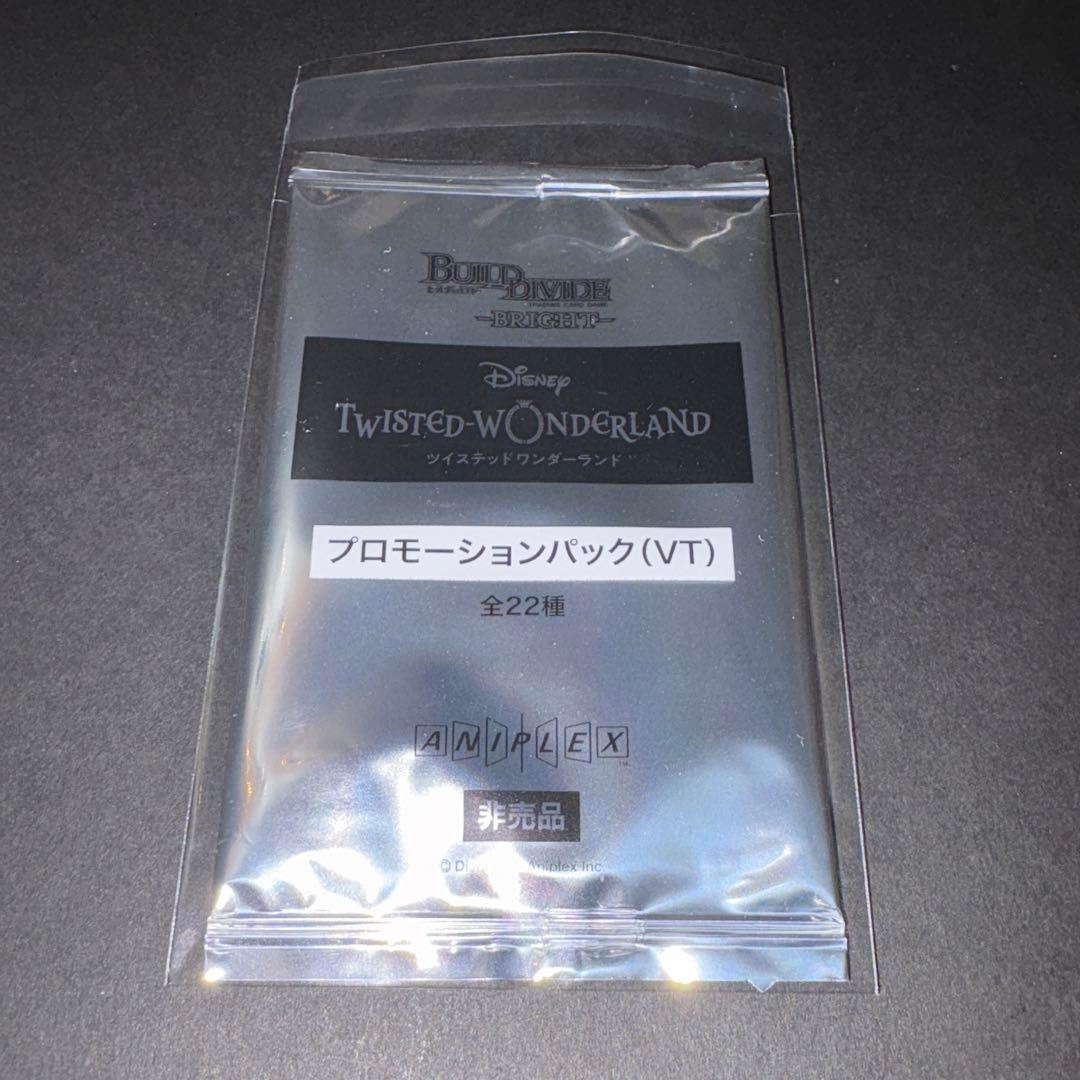 BUILD DIVIDE
TRADING CARD GAME
-BRIGHT-
Disney
TWISTED-WONDERLAND
ツイステッドワンダーランド
プロモーションパック(VT)
全22種
ANIPLEX
非売品
Aniplex Inc.